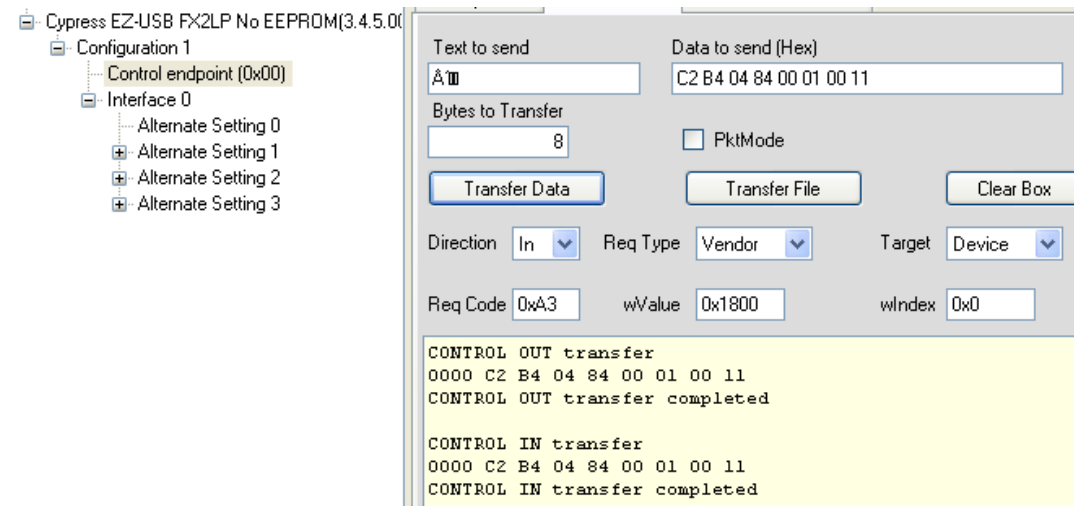 Cypress EZ-USB FX2LP No EEPROM(3.4.5.0
Configuration 1
Control endpoint (0x00)
Interface 0
Alternate Setting 0
Alternate Setting 1
Alternate Setting 2
Alternate Setting 3
Text to send Data to send (Hex)
C2 B4 04 84 00 01 00 11
Bytes to Transfer
8 PktMode
Transfer Data Transfer File Clear Box
Direction In Req Type Vendor Target Device
Req Code 0xA3 wValue 0x1800 wIndex 0x0
CONTROL OUT transfer
0000 C2 B4 04 84 00 01 00 11
CONTROL OUT transfer completed
CONTROL IN transfer
0000 C2 B4 04 84 00 01 00 11
CONTROL IN transfer completed